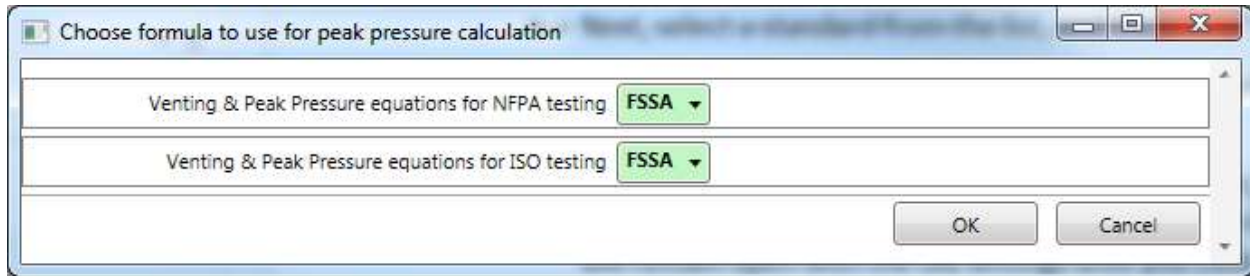 Choose formula to use for peak pressure calculation
Venting & Peak Pressure equations for NFPA testing FSSA
Venting & Peak Pressure equations for ISO testing FSSA
OK Cancel